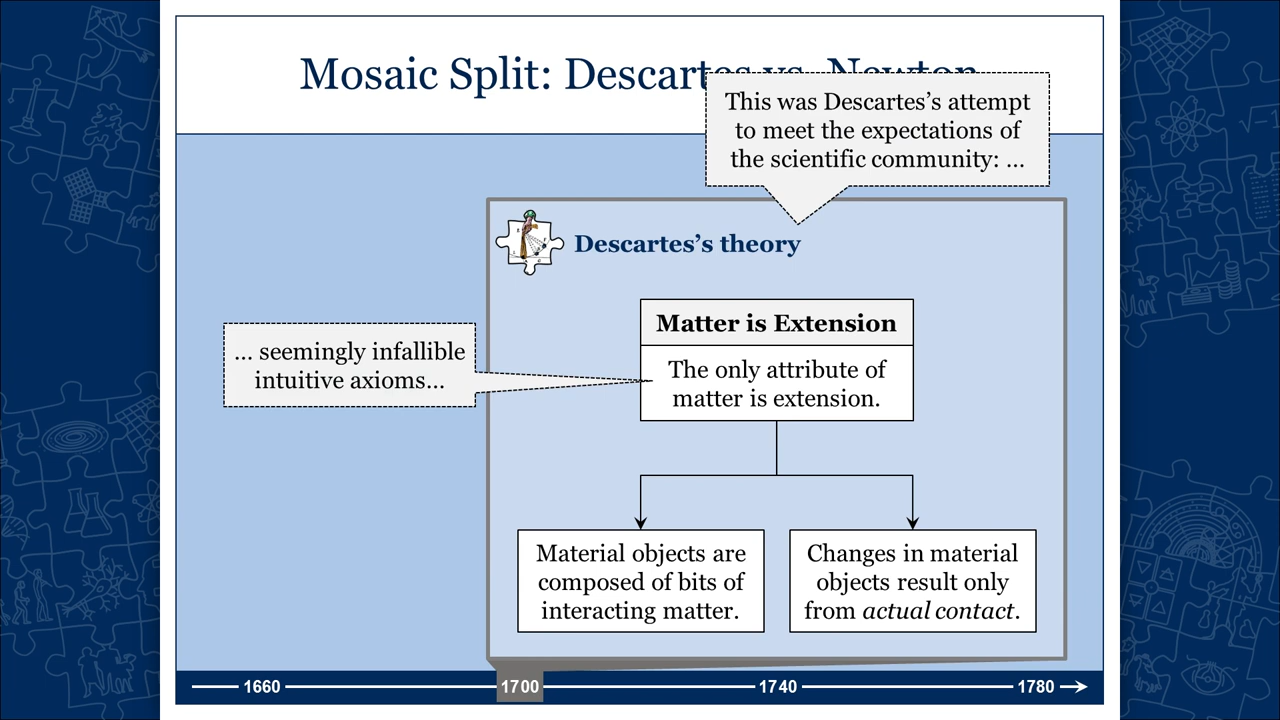 Mosaic Split: Descartes vs. Newton
This was Descartes’s attempt
to meet the expectations of
the scientific community: ...
Descartes’s theory
Matter is Extension
The only attribute of
matter is extension.
... seemingly infallible
intuitive axioms...
Material objects are
composed of bits of
interacting matter.
Changes in material
objects result only
from actual contact.
1660
1700
1740
1780